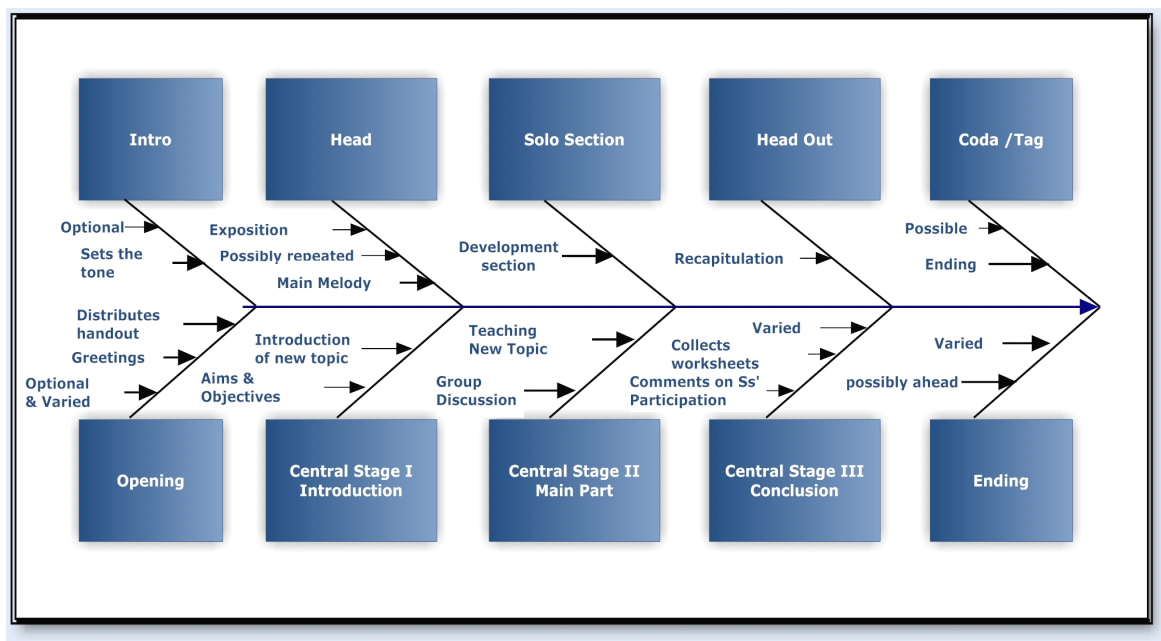 Intro
Head
Solo Section
Head Out
Coda /Tag
Optional
Sets the
tone
Exposition
Possibly repeated
Main Melody
Development
section
Recapitulation
Possible
Ending
Distributes
handout
Greetings
Optional
& Varied
Introduction
of new topic
Aims &
Objectives
Teaching
New Topic
Group
Discussion
Varied
Collects
worksheets
Comments on Ss'
Participation
Varied
possibly ahead
Opening
Central Stage I
Introduction
Central Stage II
Main Part
Central Stage III
Conclusion
Ending